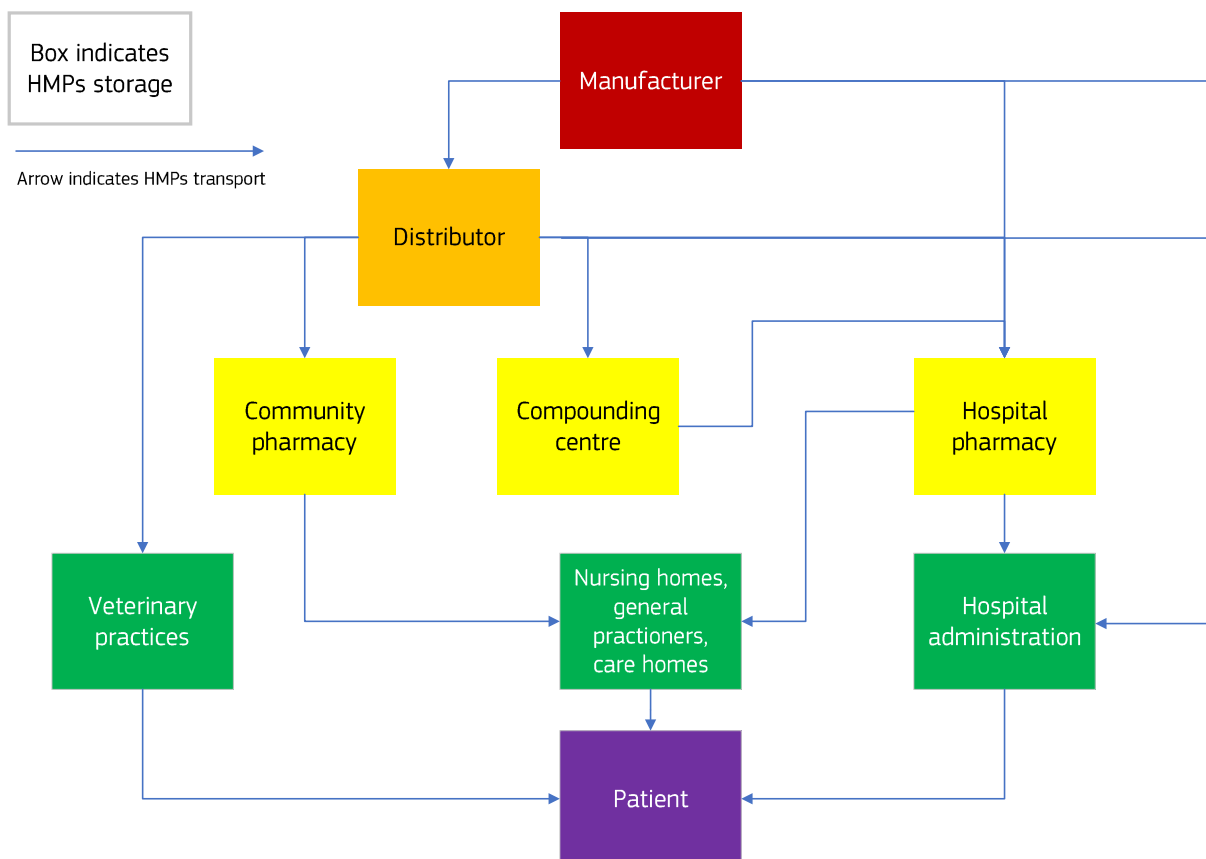 Box indicates
HMPs storage
Arrow indicates HMPs transport
Manufacturer
Distributor
Community
pharmacy
Compounding
centre
Hospital
pharmacy
Veterinary
practices
Nursing homes,
general
practioners,
care homes
Hospital
administration
Patient